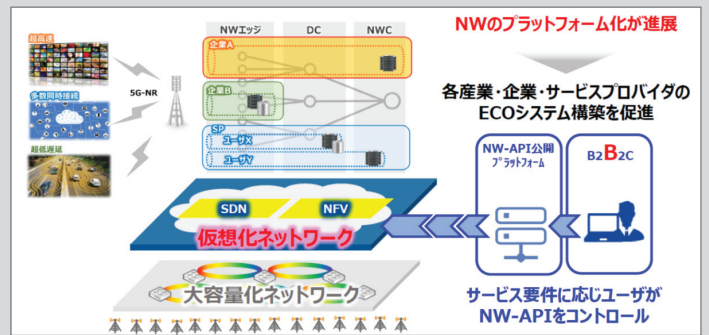 超高速
多数同時接続
超低遅延
5G-NR
NWエッジ
DC
NWC
企業A
企業B
SP
ユーザX
ユーザY
SDN
NFV
仮想化ネットワーク
大容量化ネットワーク
NWのプラットフォーム化が進展
各産業・企業・サービスプロバイダの
ECOシステム構築を促進
NW-API公開
プラットフォーム
B2B2C
サービス要件に応じユーザが
NW-APIをコントロール